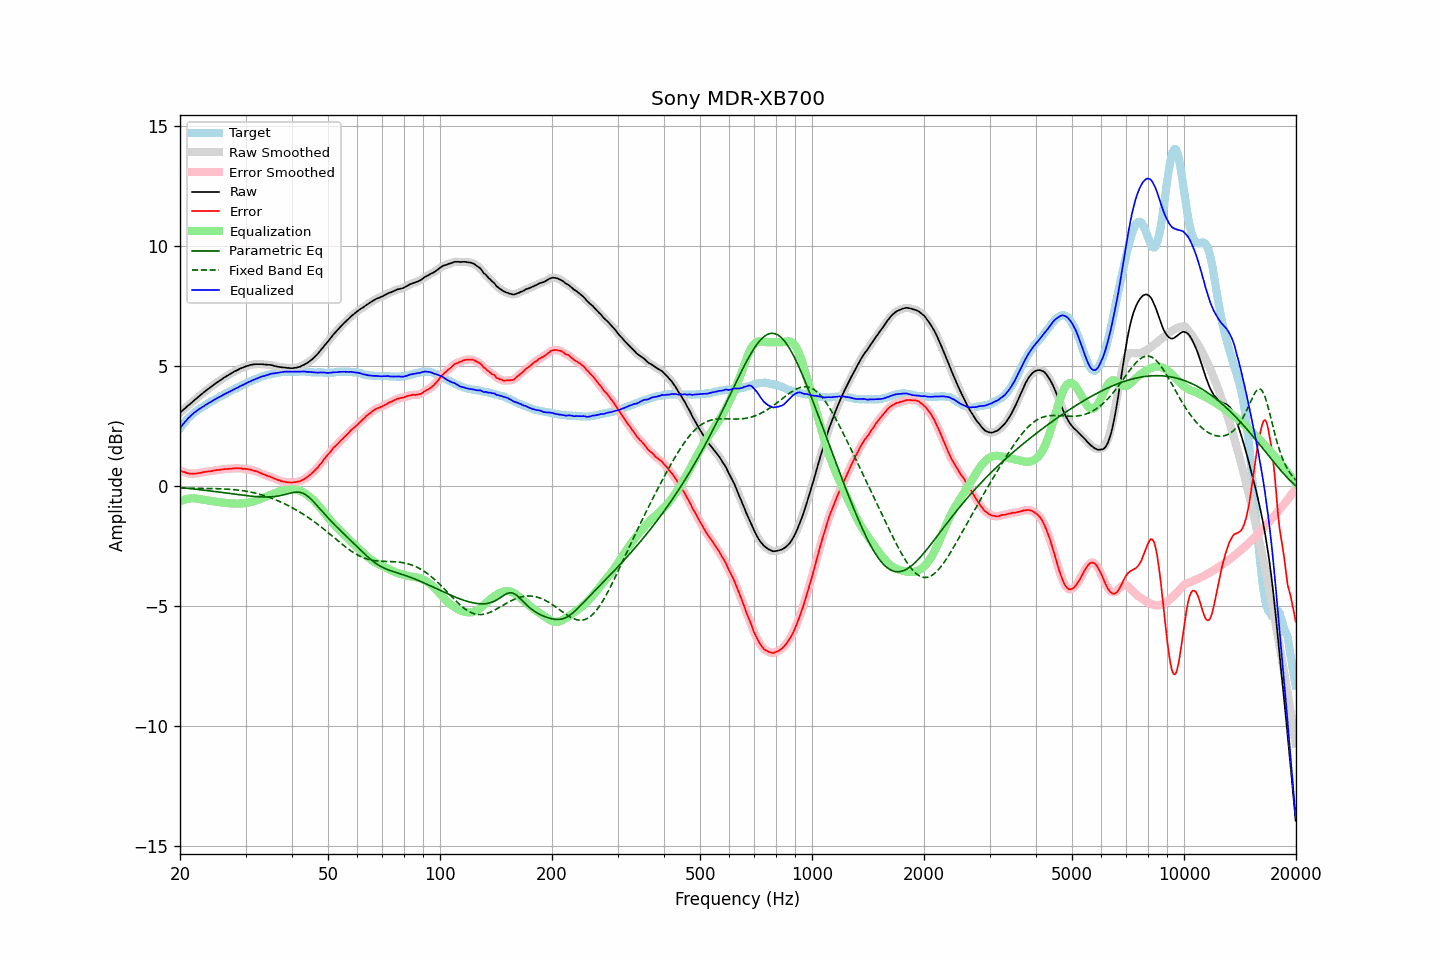 Sony MDR-XB700
Target
Raw Smoothed
Error Smoothed
Raw
Error
Equalization
Parametric Eq
Fixed Band Eq
Equalized
Amplitude (dBr)
15
10
5
0
−5
−10
−15
20
50
100
200
500
1000
2000
5000
10000
20000
Frequency (Hz)